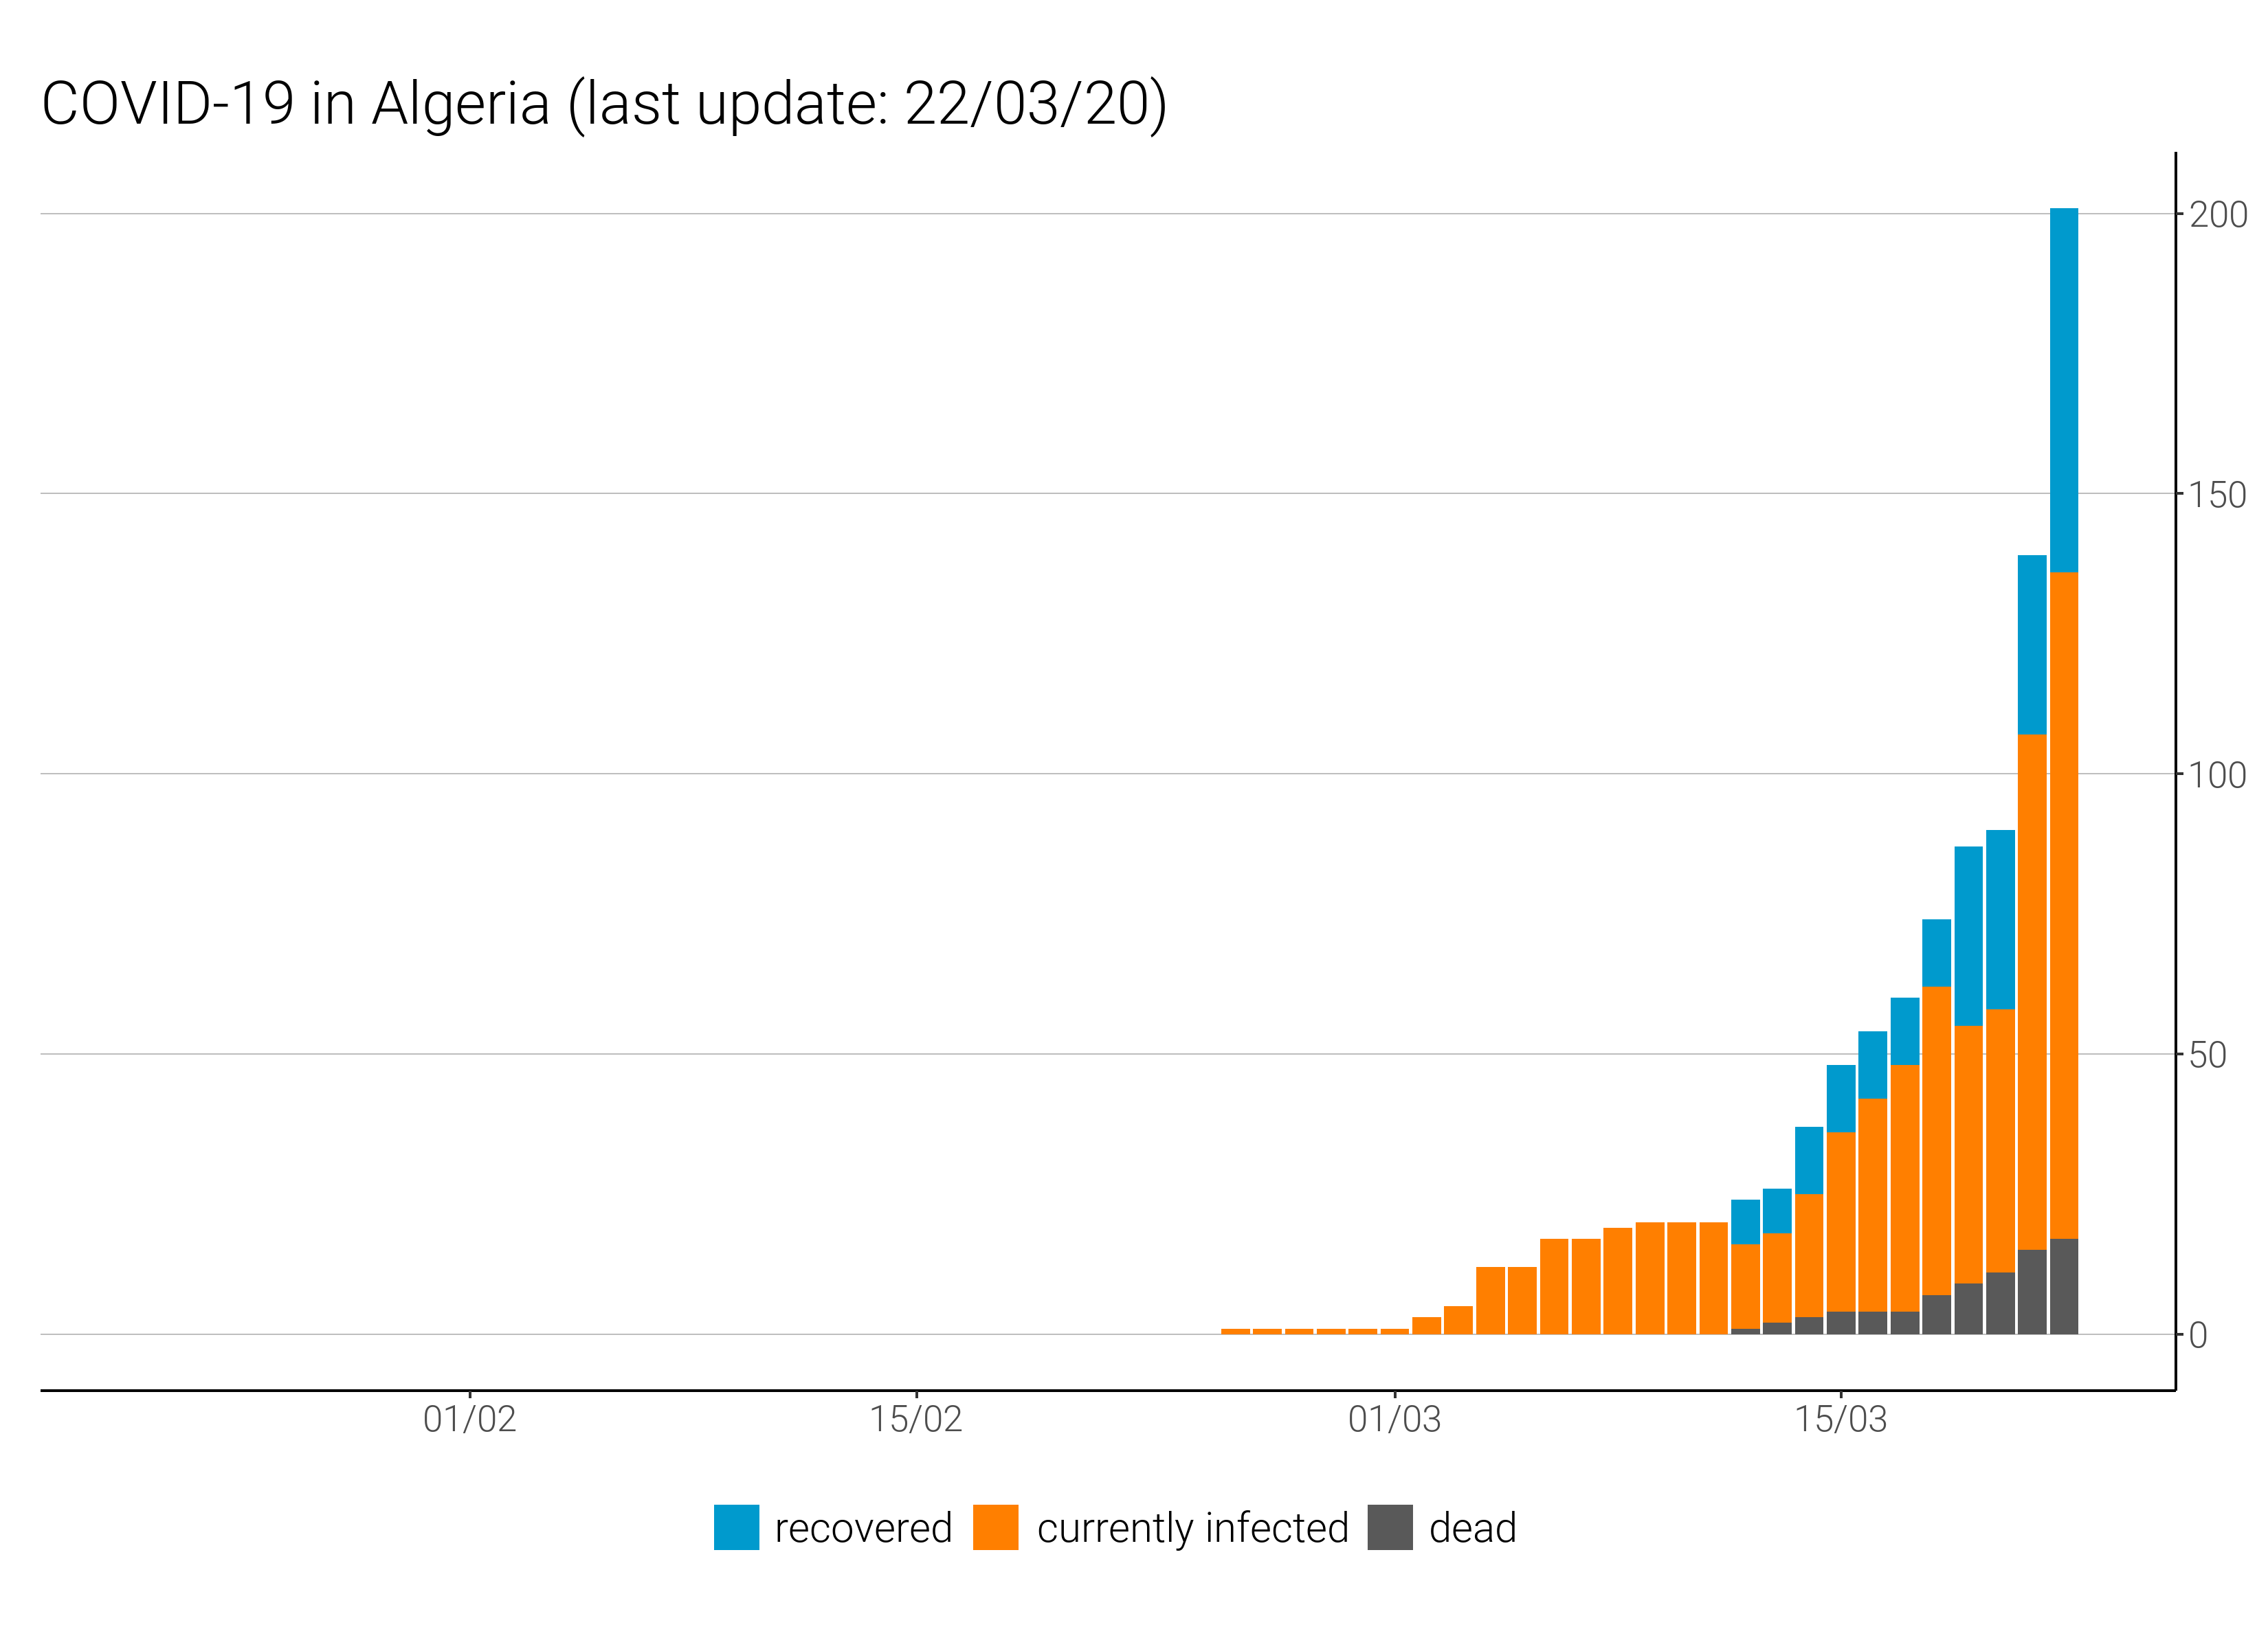 COVID-19 in Algeria (last update: 22/03/20)
200
150
100
50
0
01/02 15/02 01/03 15/03
recovered currently infected dead